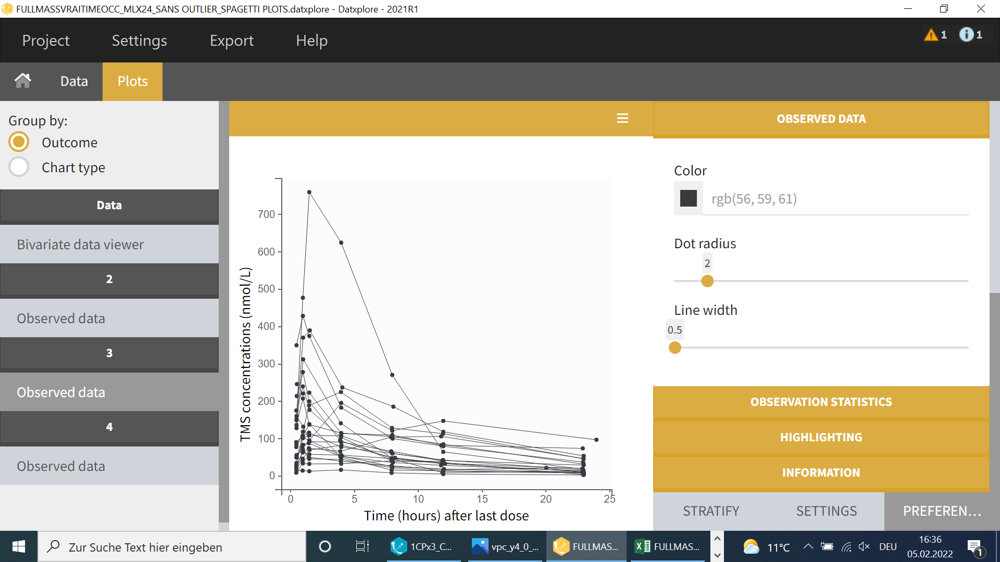 FULLMASSVRAITIMEOCC_MLX24_SANS OUTLIER_SPAGETTI PLOTS.datxplore - Datxplore - 2021R1
Project Settings Export Help
1 1
Data Plots
Group by:
Outcome
Chart type
Data
Bivariate data viewer
2
Observed data
3
Observed data
4
Observed data
TMS concentrations (nmol/L)
700
600
500
400
300
200
100
0
0 5 10 15 20 25
Time (hours) after last dose
OBSERVED DATA
Color
rgb(56, 59, 61)
Dot radius
2
Line width
0.5
OBSERVATION STATISTICS
HIGHLIGHTING
INFORMATION
STRATIFY SETTINGS PREFEREN...
Zur Suche Text hier eingeben
1CPx3_C...
vpc_y4_0_...
FULLMAS...
FULLMAS...
11°C
DEU
16:36
05.02.2022
1